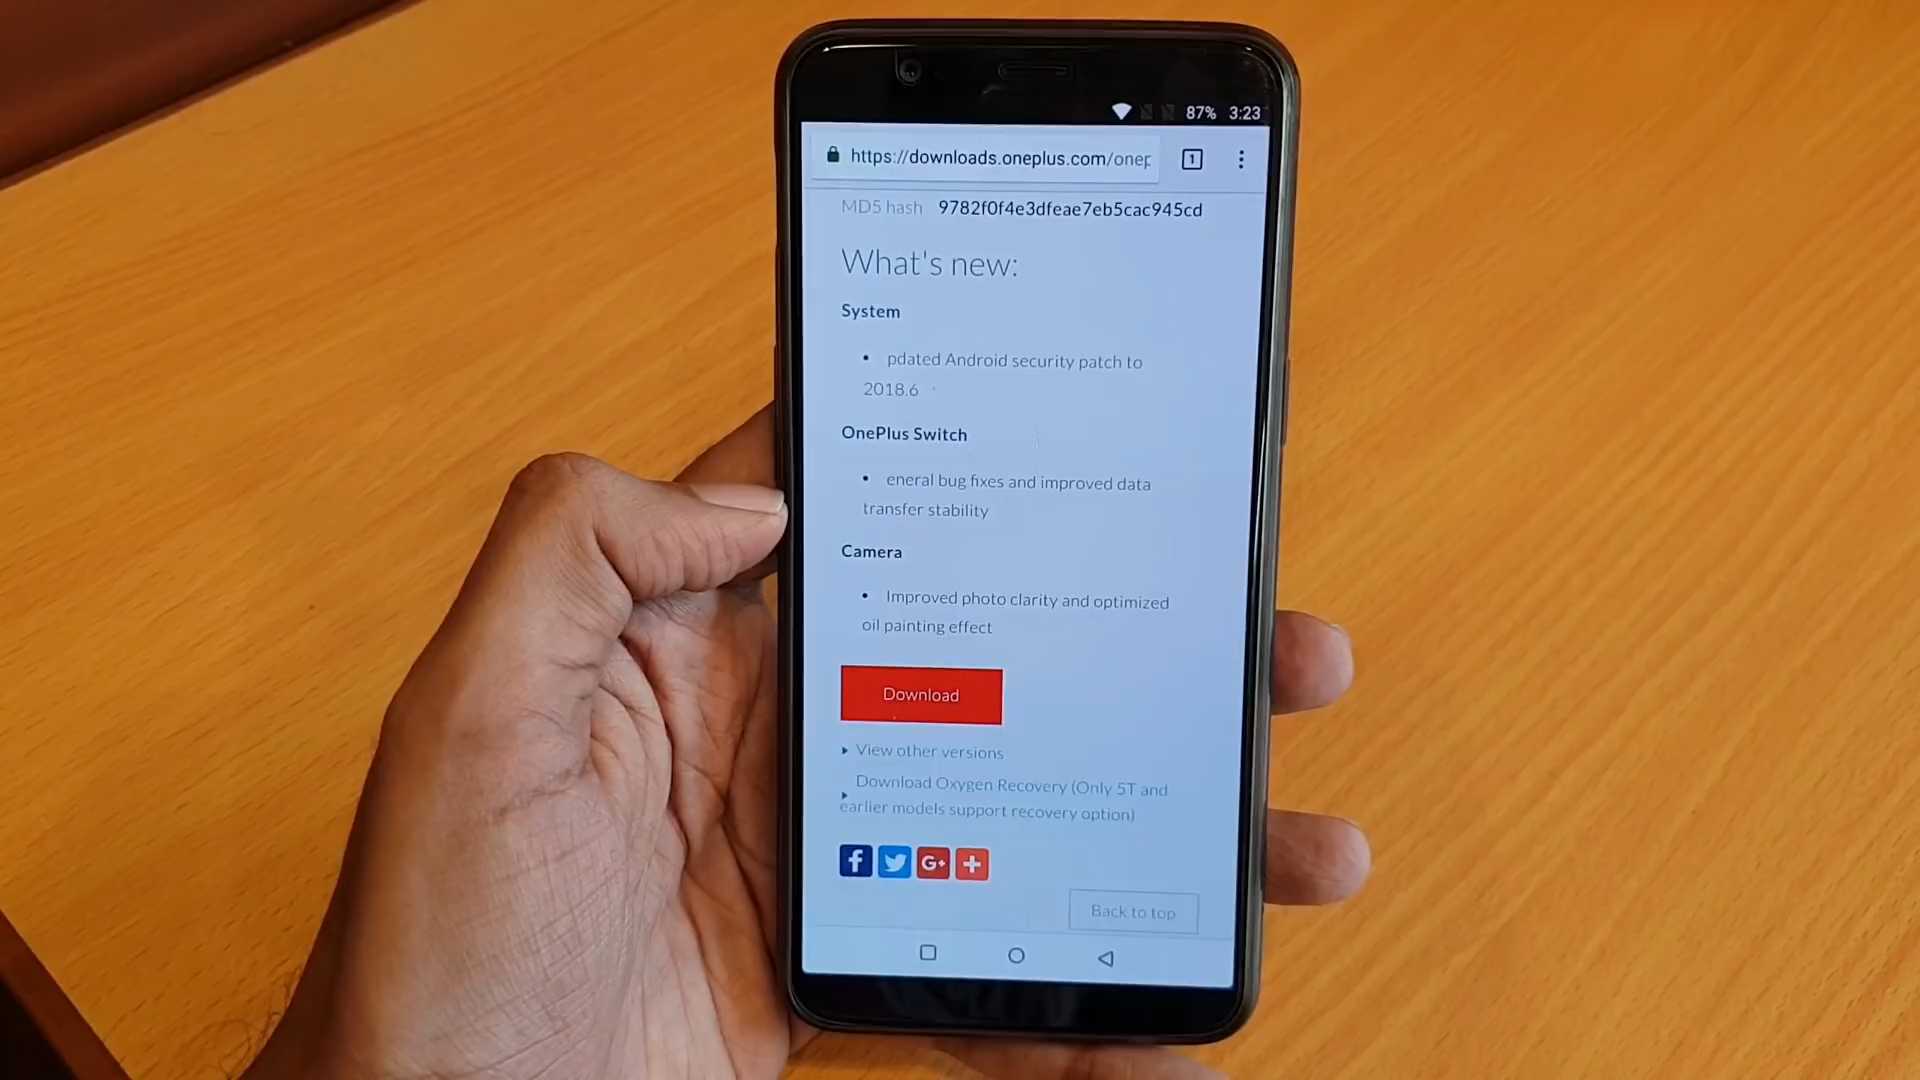 87% 3:23
https://downloads.oneplus.com/onep
1
MD5 hash 9782f0f4e3dfeae7eb5cac945cd
What's new:
System
• pdated Android security patch to
2018.6
OnePlus Switch
• eneral bug fixes and improved data
transfer stability
Camera
• Improved photo clarity and optimized
oil painting effect
Download
View other versions
Download Oxygen Recovery (Only 5T and
earlier models support recovery option)
f G+ +
Back to top